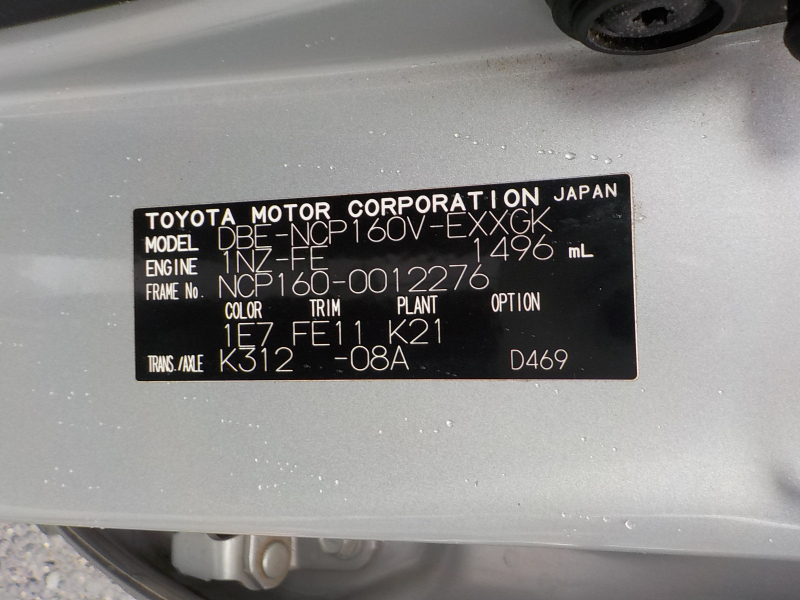 TOYOTA MOTOR CORPORATION JAPAN
MODEL DBE-NCP160V-EXXGK
ENGINE 1NZ-FE 1496 mL
FRAME No. NCP160-0012276
COLOR TRIM PLANT OPTION
1E7 FE11 K21
TRANS./AXLE K312 -08A D469